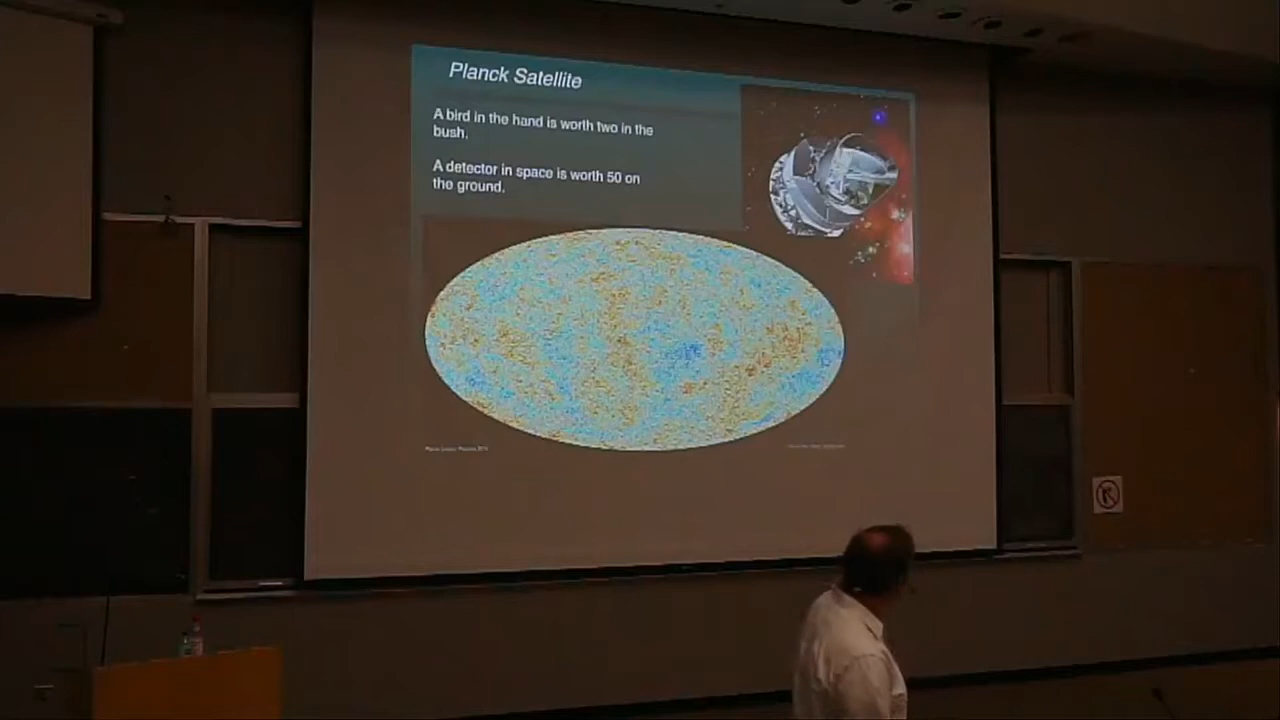 Planck Satellite
A bird in the hand is worth two in the
bush.
A detector in space is worth 50 on
the ground.